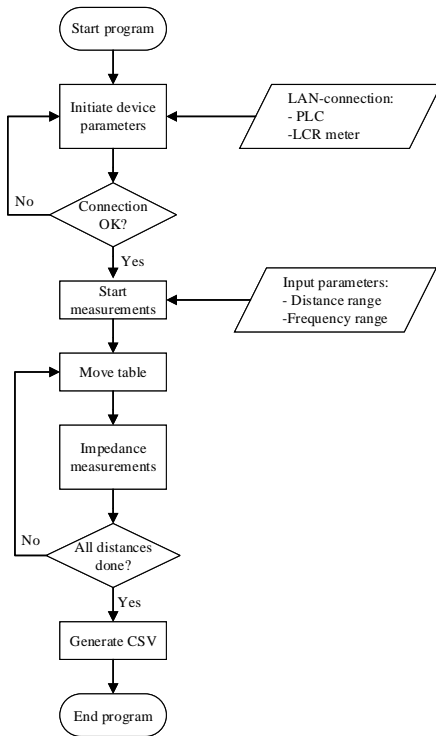 Start program
Initiate device
parameters
LAN-connection:
- PLC
-LCR meter
No
Connection
OK?
Yes
Start
measurements
Input parameters:
- Distance range
-Frequency range
Move table
Impedance
measurements
No
All distances
done?
Yes
Generate CSV
End program